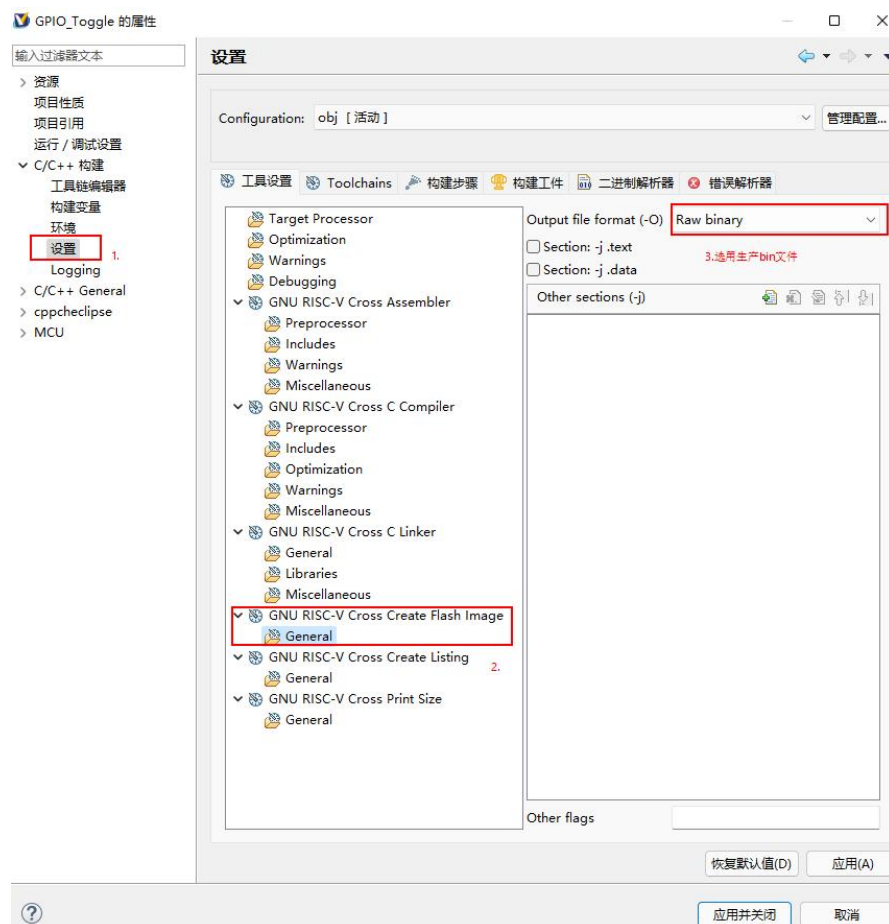 GPIO_Toggle 的属性
输入过滤器文本
设置
资源
项目性质
项目引用
运行 / 调试设置
C/C++ 构建
工具链编辑器
构建变量
环境
设置
1.
Logging
C/C++ General
cppcheclipse
MCU
Configuration:
obj [ 活动 ]
管理配置...
工具设置
Toolchains
构建步骤
构建工件
二进制解析器
错误解析器
Target Processor
Optimization
Warnings
Debugging
GNU RISC-V Cross Assembler
Preprocessor
Includes
Warnings
Miscellaneous
GNU RISC-V Cross C Compiler
Preprocessor
Includes
Optimization
Warnings
Miscellaneous
GNU RISC-V Cross C Linker
General
Libraries
Miscellaneous
GNU RISC-V Cross Create Flash Image
General
2.
GNU RISC-V Cross Create Listing
General
GNU RISC-V Cross Print Size
General
Output file format (-O)
Raw binary
Section: -j .text
3.选用生产bin文件
Section: -j .data
Other sections (-j)
Other flags
恢复默认值(D)
应用(A)
应用并关闭
取消